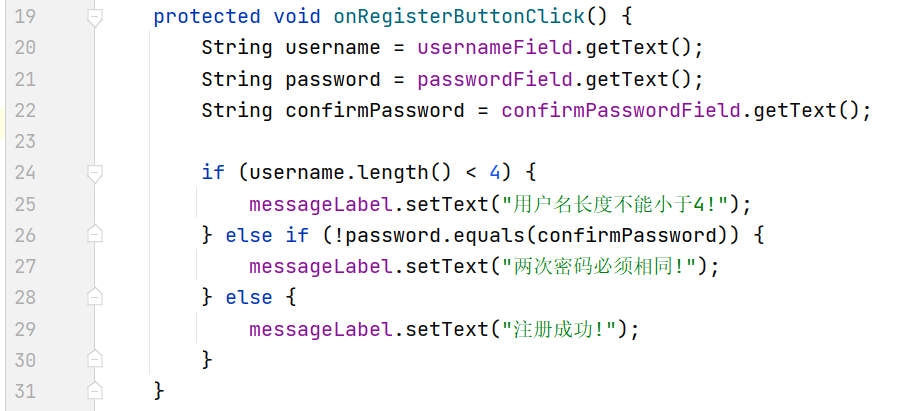 19 protected void onRegisterButtonClick() {
20 String username = usernameField.getText();
21 String password = passwordField.getText();
22 String confirmPassword = confirmPasswordField.getText();
23
24 if (username.length() < 4) {
25 messageLabel.setText("用户名长度不能小于4!");
26 } else if (!password.equals(confirmPassword)) {
27 messageLabel.setText("两次密码必须相同!");
28 } else {
29 messageLabel.setText("注册成功!");
30 }
31 }